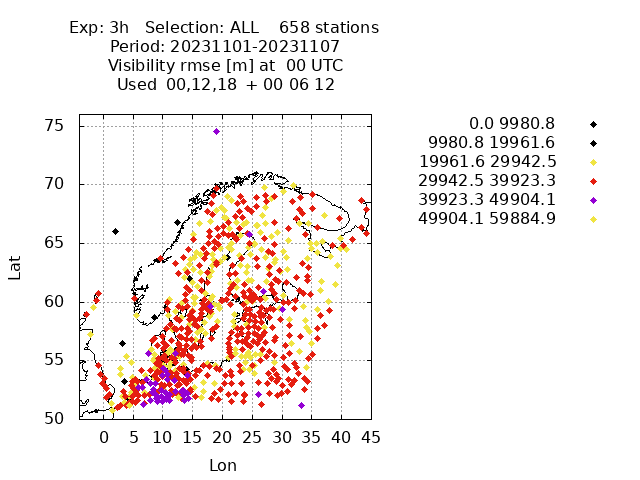 Exp: 3h   Selection: ALL    658 stations
Period: 20231101-20231107
Visibility rmse [m] at  00 UTC
Used  00,12,18  + 00 06 12
0.0 9980.8
9980.8 19961.6
19961.6 29942.5
29942.5 39923.3
39923.3 49904.1
49904.1 59884.9
75
70
65
60
55
50
Lat
0 5 10 15 20 25 30 35 40 45
Lon